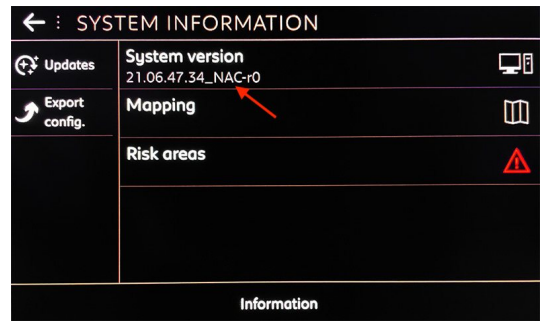 SYSTEM INFORMATION
Updates
Export
config.
System version
21.06.47.34_NAC-r0
Mapping
Risk areas
Information